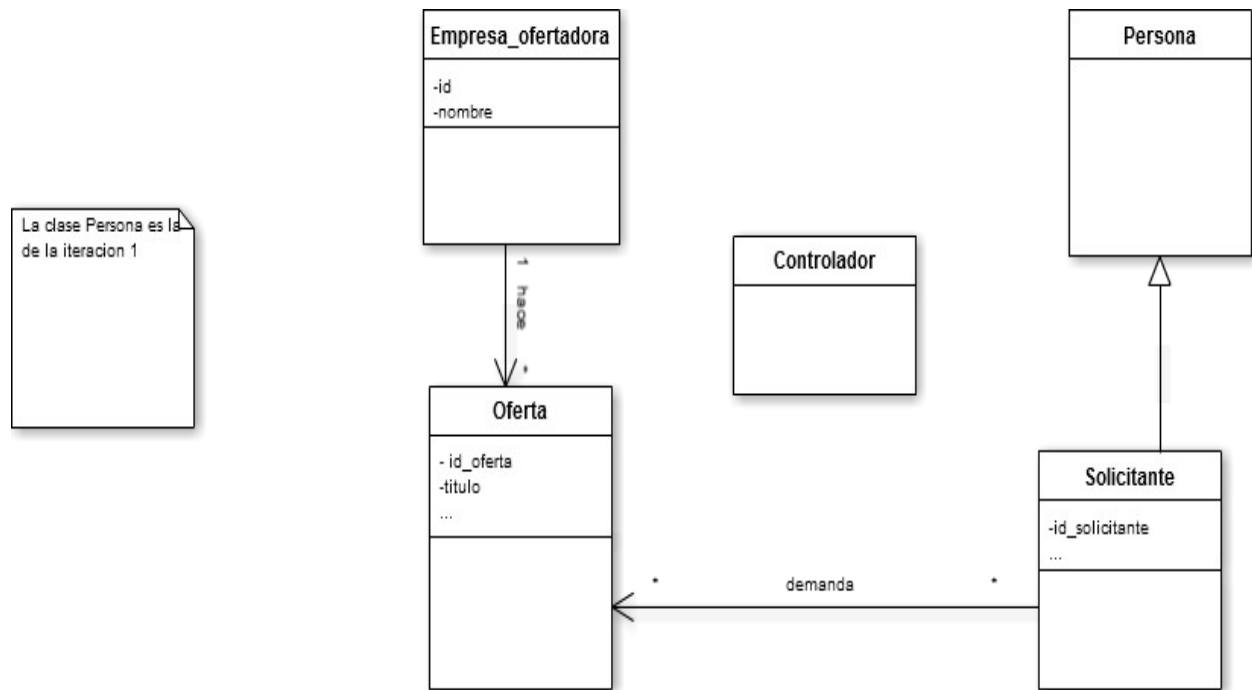 Empresa_ofertadora
-id
-nombre
Persona
La clase Persona es la
de la iteracion 1
Controlador
1 hace *
Oferta
- id_oferta
-titulo
...
Solicitante
-id_solicitante
...
* demanda *